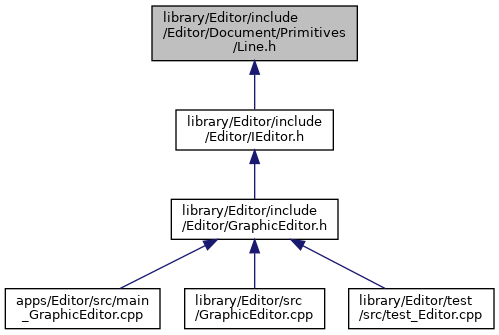 library/Editor/include
/Editor/Document/Primitives
/Line.h
library/Editor/include
/Editor/IEditor.h
library/Editor/include
/Editor/GraphicEditor.h
apps/Editor/src/main
_GraphicEditor.cpp
library/Editor/src
/GraphicEditor.cpp
library/Editor/test
/src/test_Editor.cpp